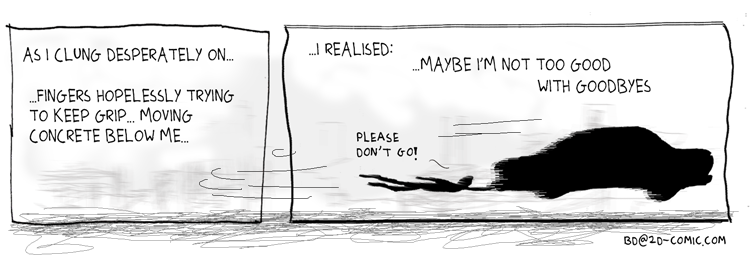 AS I CLUNG DESPERATELY ON...
...FINGERS HOPELESSLY TRYING
TO KEEP GRIP... MOVING
CONCRETE BELOW ME...
...I REALISED:
...MAYBE I'M NOT TOO GOOD
WITH GOODBYES
PLEASE
DON'T GO!
BD@2D-COMIC.COM